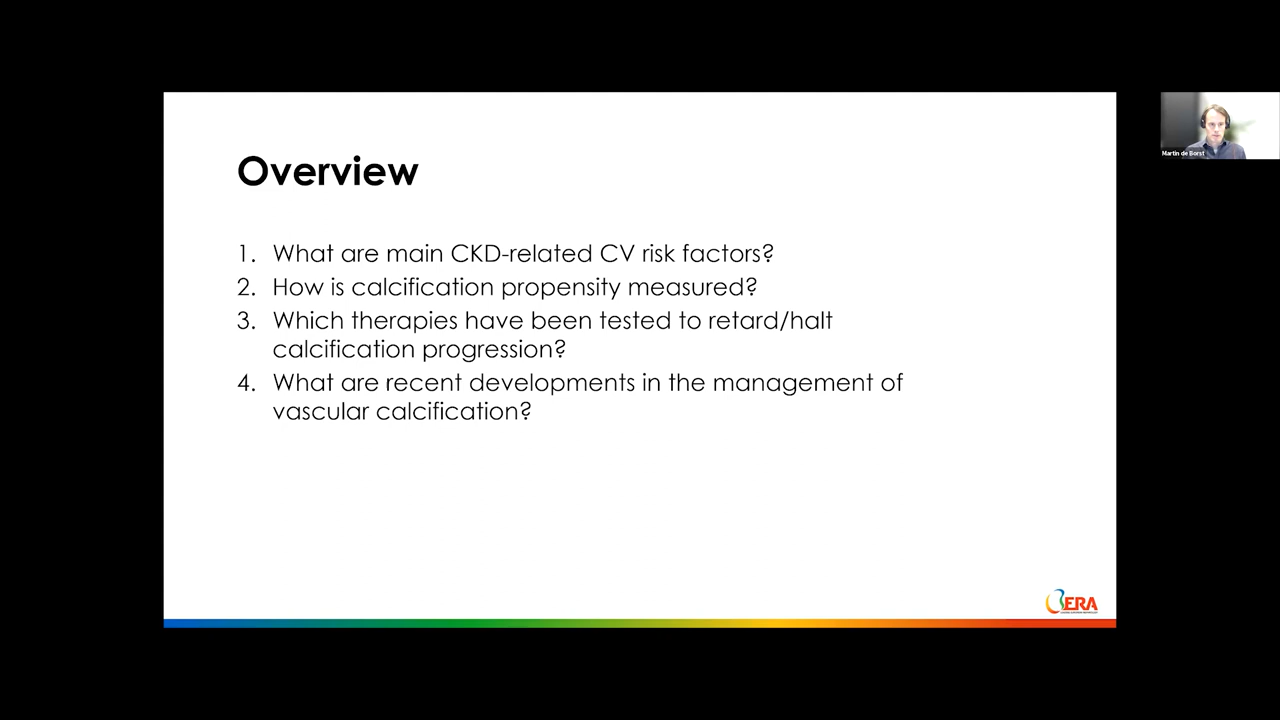 Overview
1. What are main CKD-related CV risk factors?
2. How is calcification propensity measured?
3. Which therapies have been tested to retard/halt
calcification progression?
4. What are recent developments in the management of
vascular calcification?
Martin de Borst
ERA